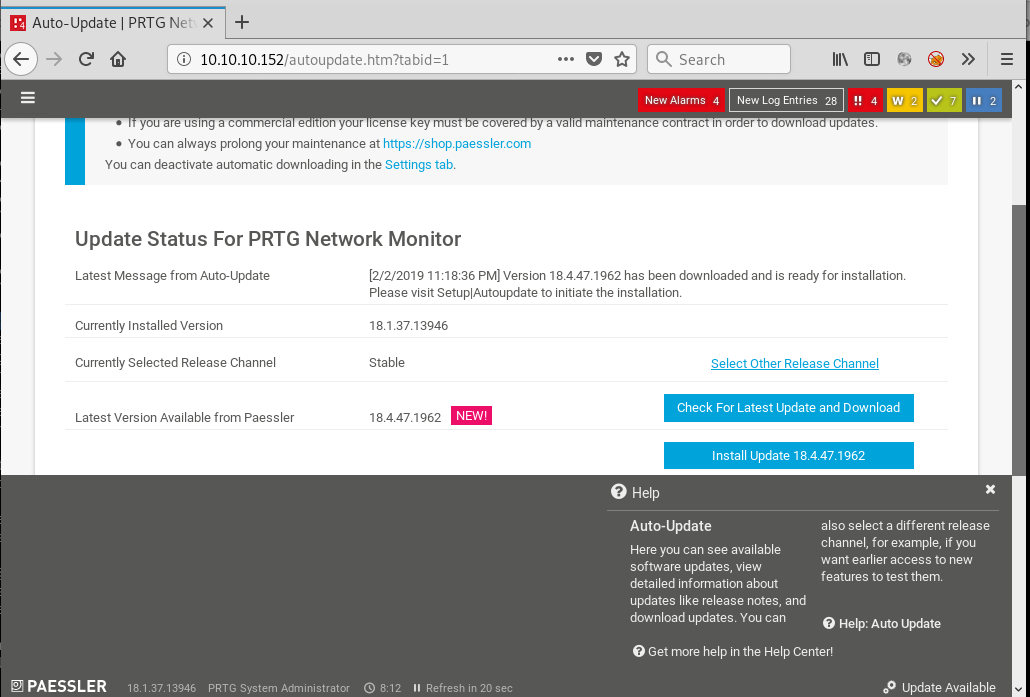 Auto-Update | PRTG Net
10.10.10.152/autoupdate.htm?tabid=1
Search
New Alarms 4
New Log Entries 28
!! 4
W 2
7
2
• If you are using a commercial edition your license key must be covered by a valid maintenance contract in order to download updates.
• You can always prolong your maintenance at https://shop.paessler.com
You can deactivate automatic downloading in the Settings tab.
Update Status For PRTG Network Monitor
Latest Message from Auto-Update
[2/2/2019 11:18:36 PM] Version 18.4.47.1962 has been downloaded and is ready for installation.
Please visit Setup|Autoupdate to initiate the installation.
Currently Installed Version
18.1.37.13946
Currently Selected Release Channel
Stable
Select Other Release Channel
Latest Version Available from Paessler
18.4.47.1962 NEW!
Check For Latest Update and Download
Install Update 18.4.47.1962
Help
Auto-Update
Here you can see available
software updates, view
detailed information about
updates like release notes, and
download updates. You can
also select a different release
channel, for example, if you
want earlier access to new
features to test them.
Help: Auto Update
Get more help in the Help Center!
PAESSLER
18.1.37.13946
PRTG System Administrator
8:12
Refresh in 20 sec
Update Available